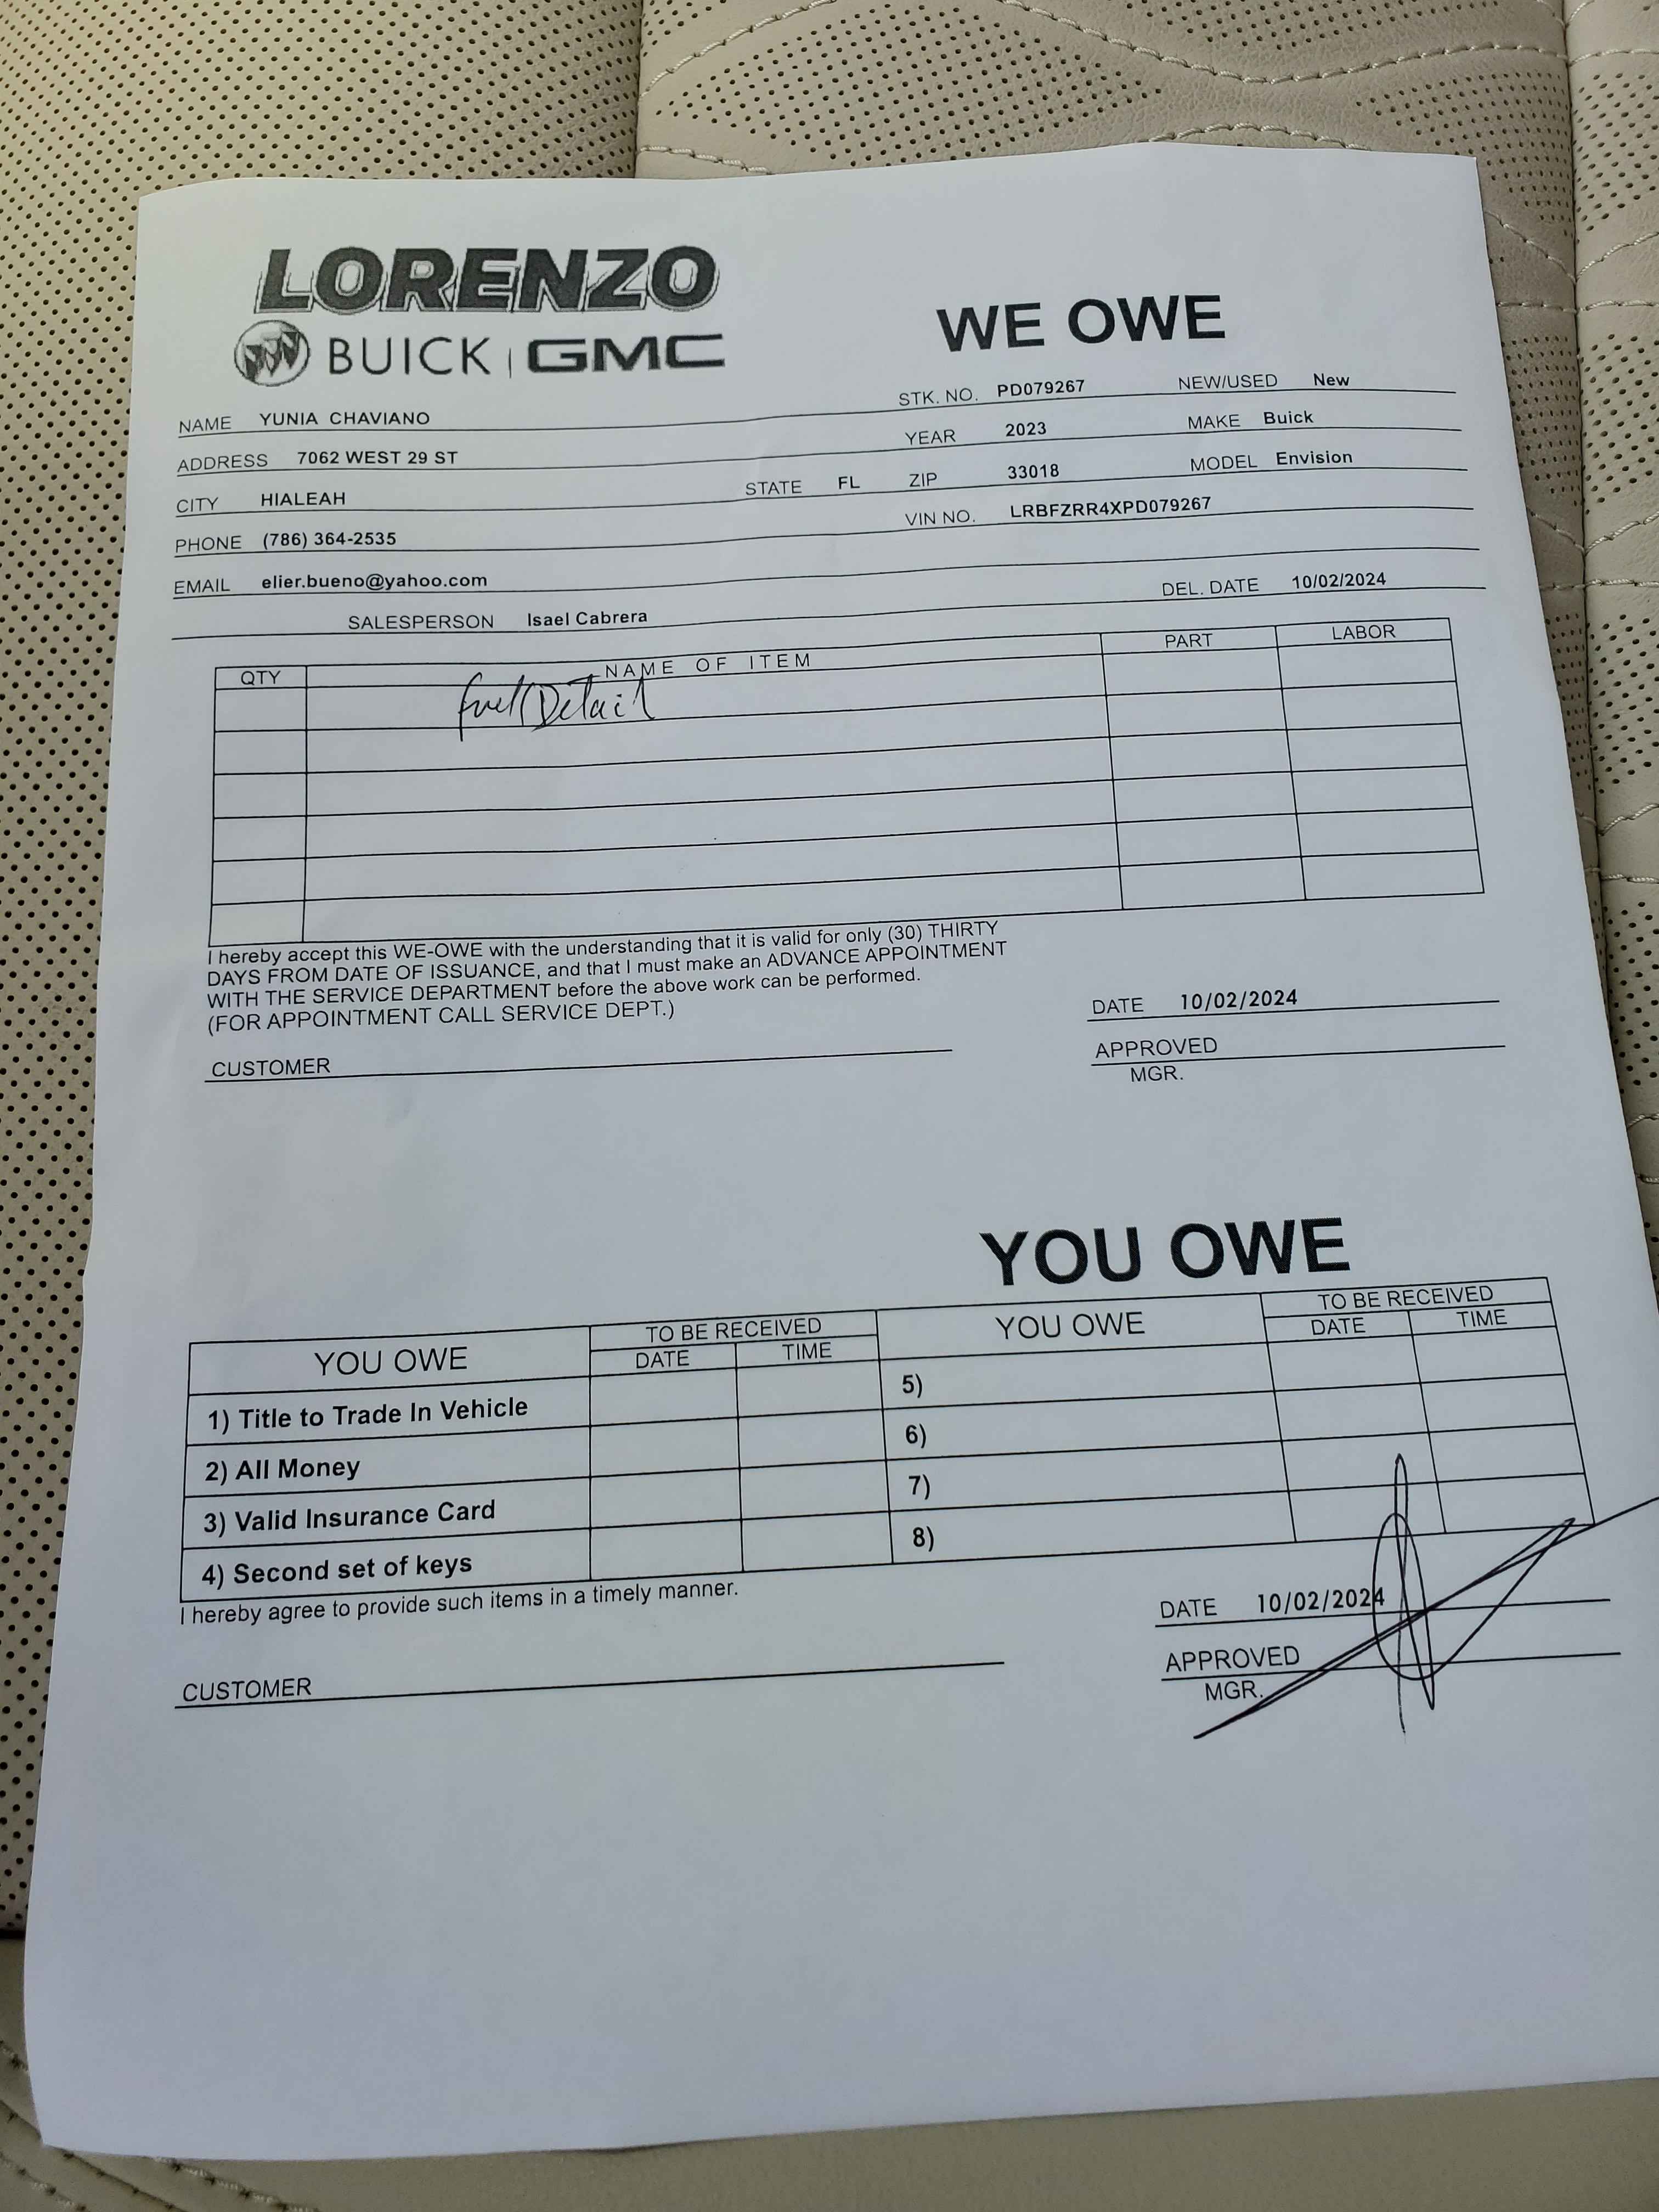 LORENZO
BUICK | GMC
WE OWE
STK. NO. PD079267 NEW/USED New
NAME YUNIA CHAVIANO
YEAR 2023 MAKE Buick
ADDRESS 7062 WEST 29 ST
CITY HIALEAH STATE FL ZIP 33018 MODEL Envision
PHONE (786) 364-2535 VIN NO. LRBFZRR4XPD079267
EMAIL elier.bueno@yahoo.com
SALESPERSON Isael Cabrera DEL. DATE 10/02/2024
QTY NAME OF ITEM PART LABOR
fuel/Detail
I hereby accept this WE-OWE with the understanding that it is valid for only (30) THIRTY
DAYS FROM DATE OF ISSUANCE, and that I must make an ADVANCE APPOINTMENT
WITH THE SERVICE DEPARTMENT before the above work can be performed.
(FOR APPOINTMENT CALL SERVICE DEPT.)
DATE 10/02/2024
CUSTOMER APPROVED
MGR.
YOU OWE
YOU OWE TO BE RECEIVED YOU OWE TO BE RECEIVED
DATE TIME DATE TIME
1) Title to Trade In Vehicle 5)
2) All Money 6)
3) Valid Insurance Card 7)
4) Second set of keys 8)
I hereby agree to provide such items in a timely manner.
DATE 10/02/2024
CUSTOMER APPROVED
MGR.